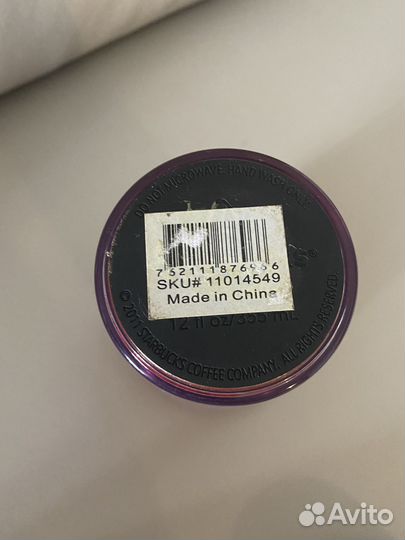 DO NOT MICROWAVE. HAND WASH ONLY.
762111876966
SKU# 11014549
Made in China
12 fl oz/355 mL
© 2011 STARBUCKS COFFEE COMPANY. ALL RIGHTS RESERVED.
Avito